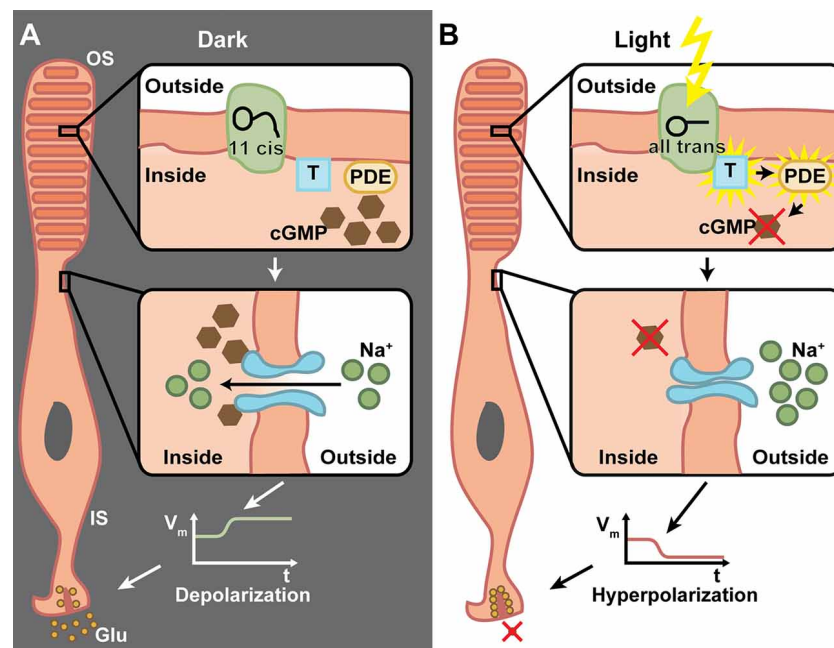 A
Dark
OS
Outside
11 cis
Inside
T
PDE
cGMP
Na⁺
Inside
Outside
IS
Vₘ
t
Depolarization
Glu
B
Light
Outside
all trans
Inside
T
PDE
cGMP
Na⁺
Inside
Outside
Vₘ
t
Hyperpolarization